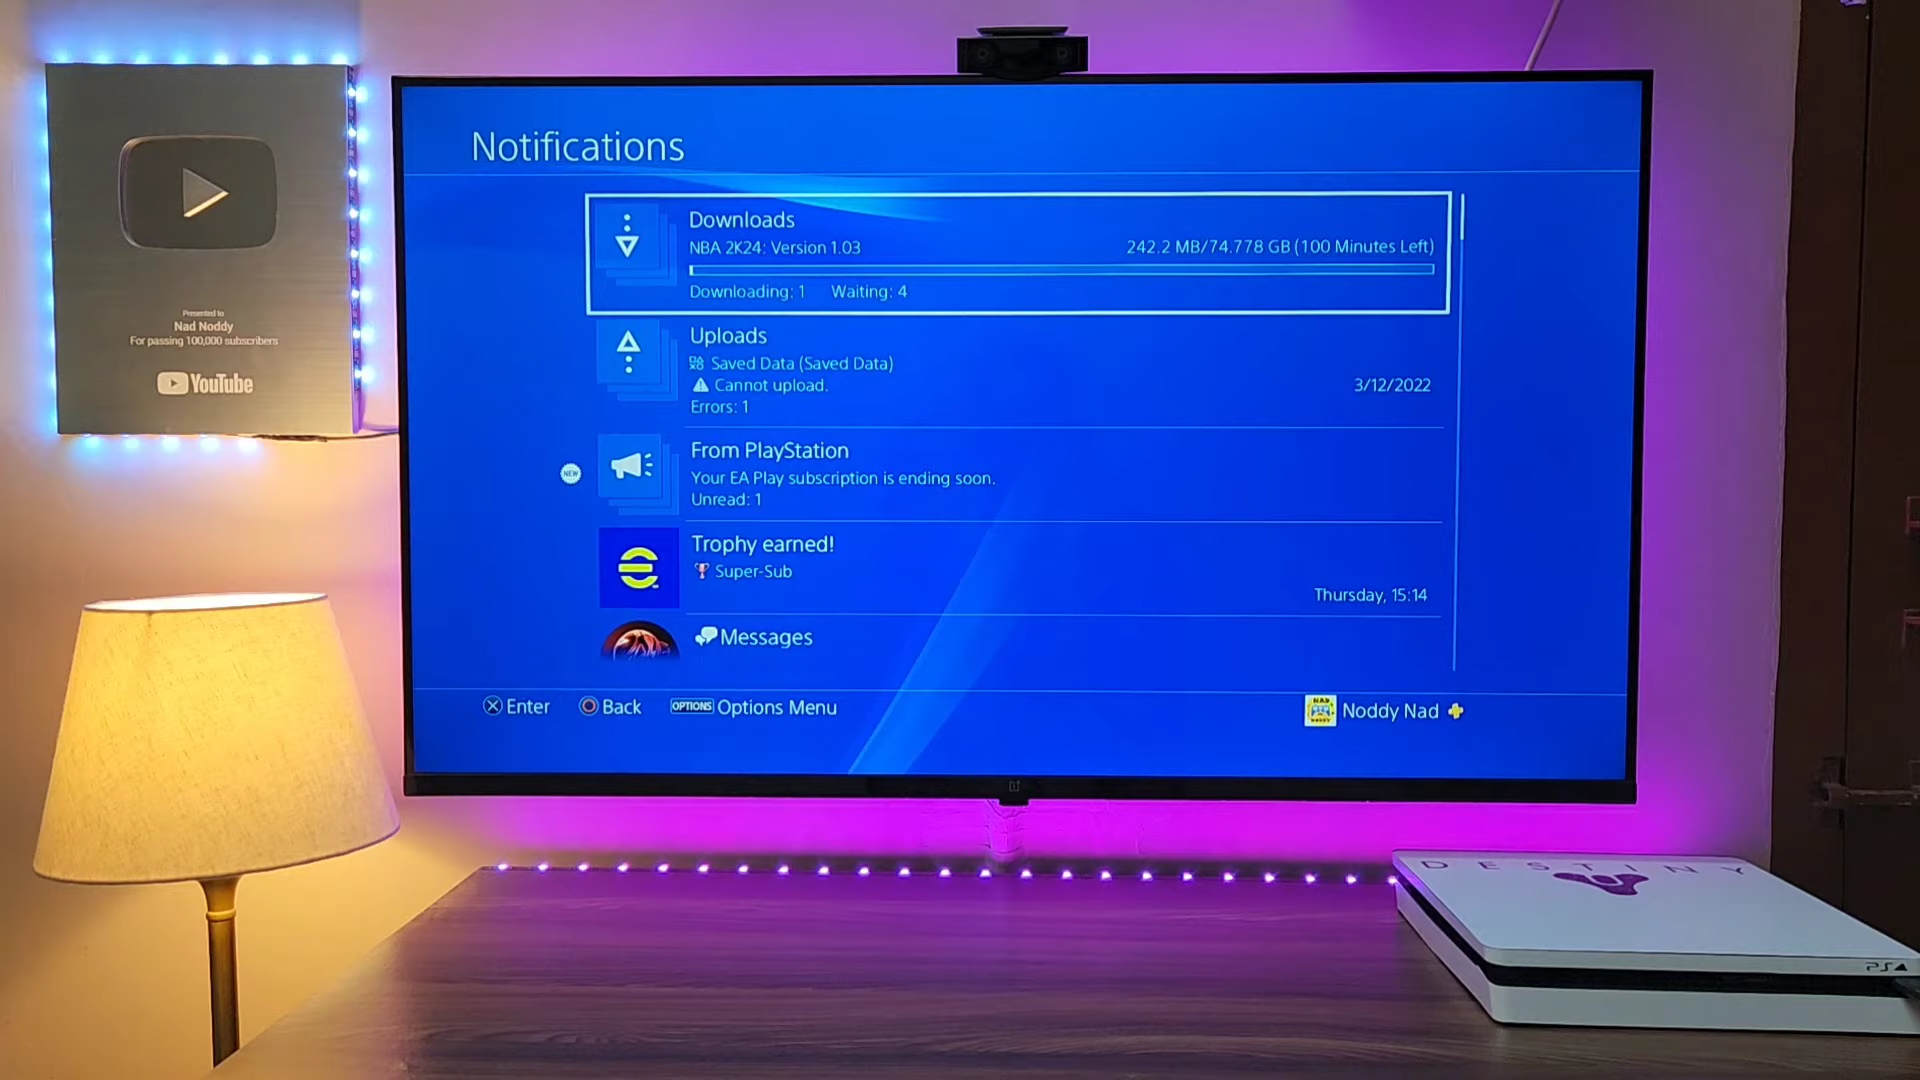 Presented to
Nad Noddy
For passing 100,000 subscribers
YouTube
Notifications
Downloads
NBA 2K24: Version 1.03
242.2 MB/74.778 GB (100 Minutes Left)
Downloading: 1 Waiting: 4
Uploads
Saved Data (Saved Data)
Cannot upload.
3/12/2022
Errors: 1
NEW
From PlayStation
Your EA Play subscription is ending soon.
Unread: 1
Trophy earned!
Super-Sub
Thursday, 15:14
Messages
Enter
Back
OPTIONS Options Menu
NAD
NODDY
Noddy Nad
DESTINY
PS4